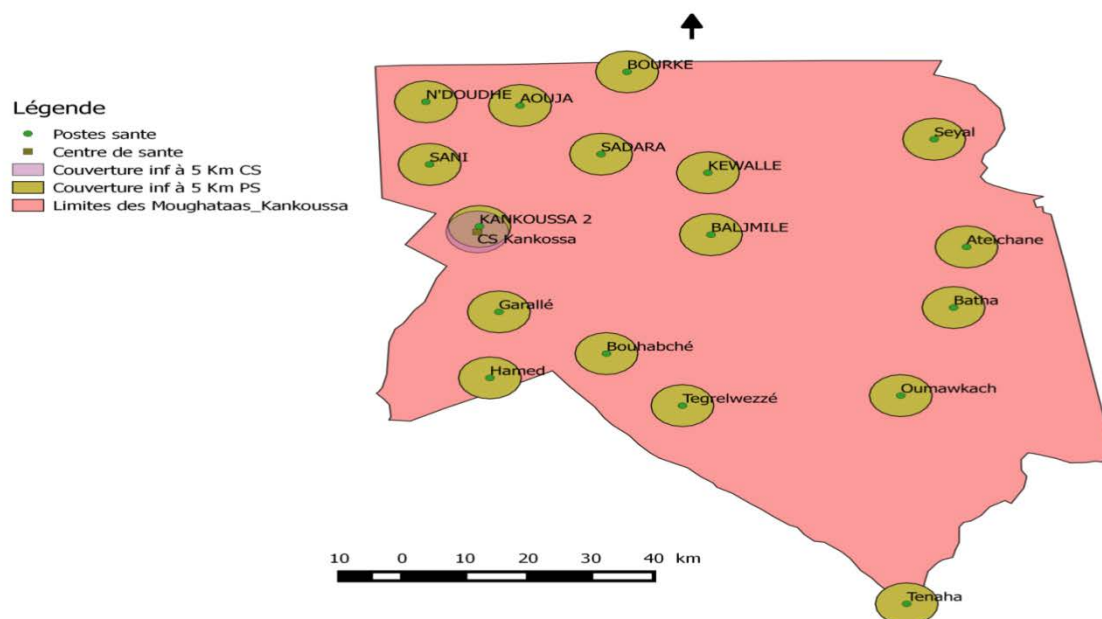 BOURKE
N'DOUDHE
AOUJA
Légende
Postes sante
Centre de sante
Couverture inf à 5 Km CS
Couverture inf à 5 Km PS
Limites des Moughataas_Kankoussa
Seyal
SADARA
SANI
KEWALLE
KANKOUSSA 2
CS Kankossa
BALJMILE
Ateichane
Garallé
Batha
Bouhabché
Hamed
Oumawkach
Tegrelwezzé
10 0 10 20 30 40 km
Tenaha